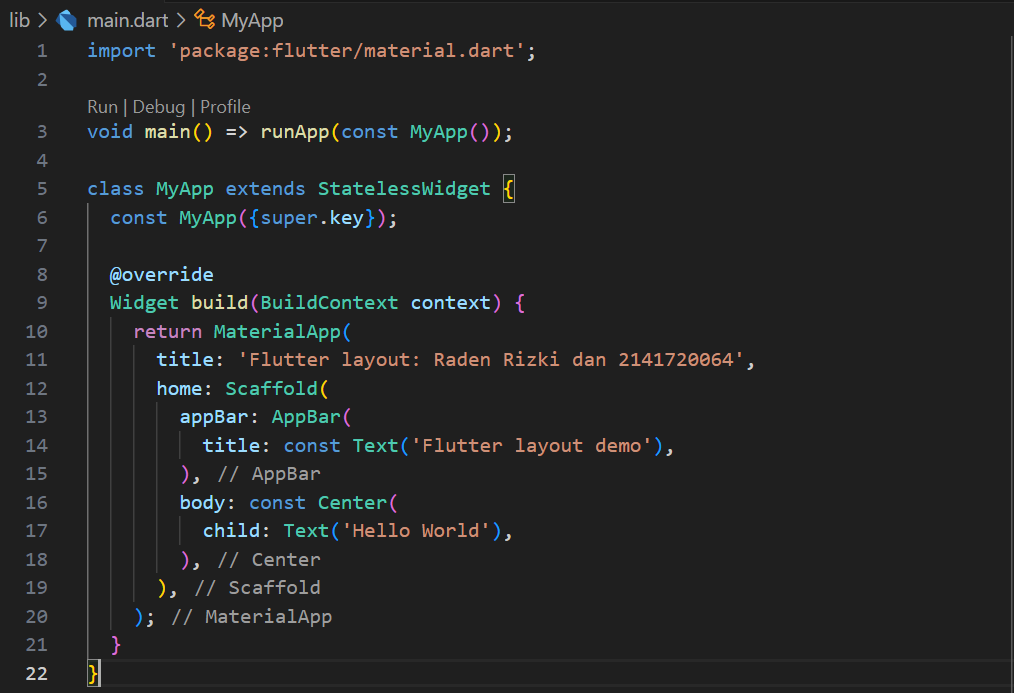 lib > main.dart > MyApp
1 import 'package:flutter/material.dart';
2
Run | Debug | Profile
3 void main() => runApp(const MyApp());
4
5 class MyApp extends StatelessWidget {
6   const MyApp({super.key});
7
8   @override
9   Widget build(BuildContext context) {
10     return MaterialApp(
11       title: 'Flutter layout: Raden Rizki dan 2141720064',
12       home: Scaffold(
13         appBar: AppBar(
14           title: const Text('Flutter layout demo'),
15         ), // AppBar
16         body: const Center(
17           child: Text('Hello World'),
18         ), // Center
19       ), // Scaffold
20     ); // MaterialApp
21   }
22 }